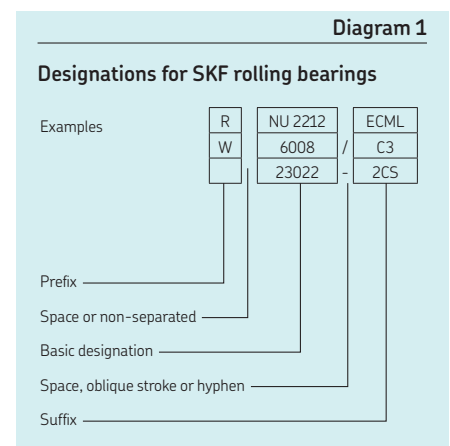 Diagram 1
Designations for SKF rolling bearings
Examples
R NU 2212 ECML
W 6008 / C3
23022 - 2CS
Prefix
Space or non-separated
Basic designation
Space, oblique stroke or hyphen
Suffix